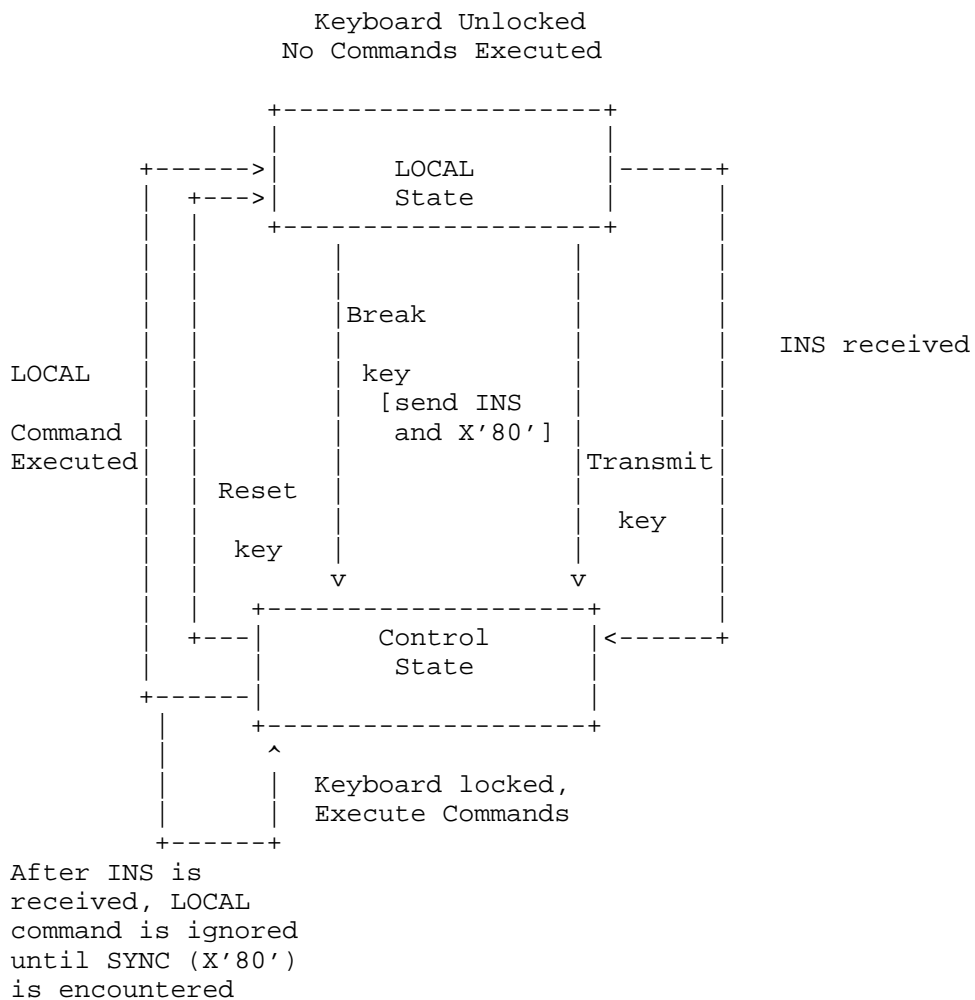 Keyboard Unlocked
No Commands Executed
LOCAL
State
Break
INS received
LOCAL
key
[send INS
Command
and X'80']
Executed
Transmit
Reset
key
key
Control
State
Keyboard locked,
Execute Commands
After INS is
received, LOCAL
command is ignored
until SYNC (X'80')
is encountered